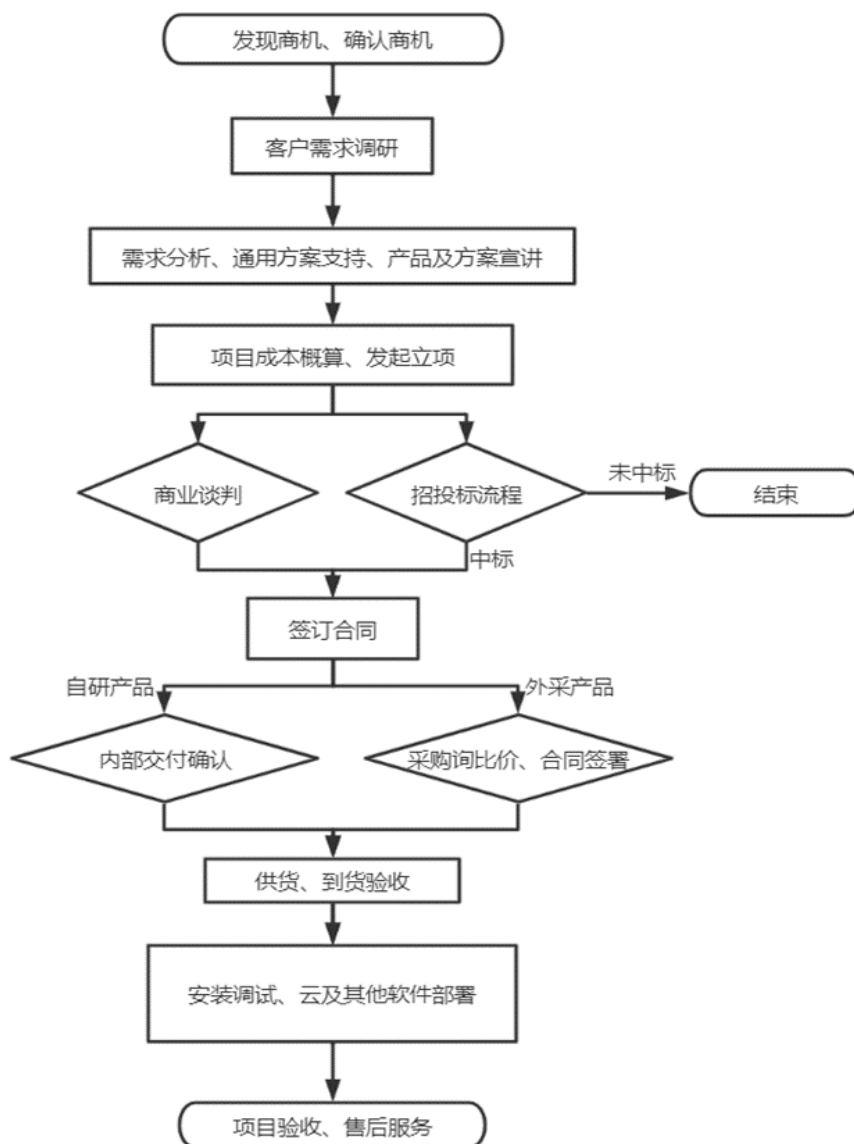 发现商机、确认商机
客户需求调研
需求分析、通用方案支持、产品及方案宣讲
项目成本概算、发起立项
商业谈判
招投标流程
未中标
结束
中标
签订合同
自研产品
外采产品
内部交付确认
采购询比价、合同签署
供货、到货验收
安装调试、云及其他软件部署
项目验收、售后服务